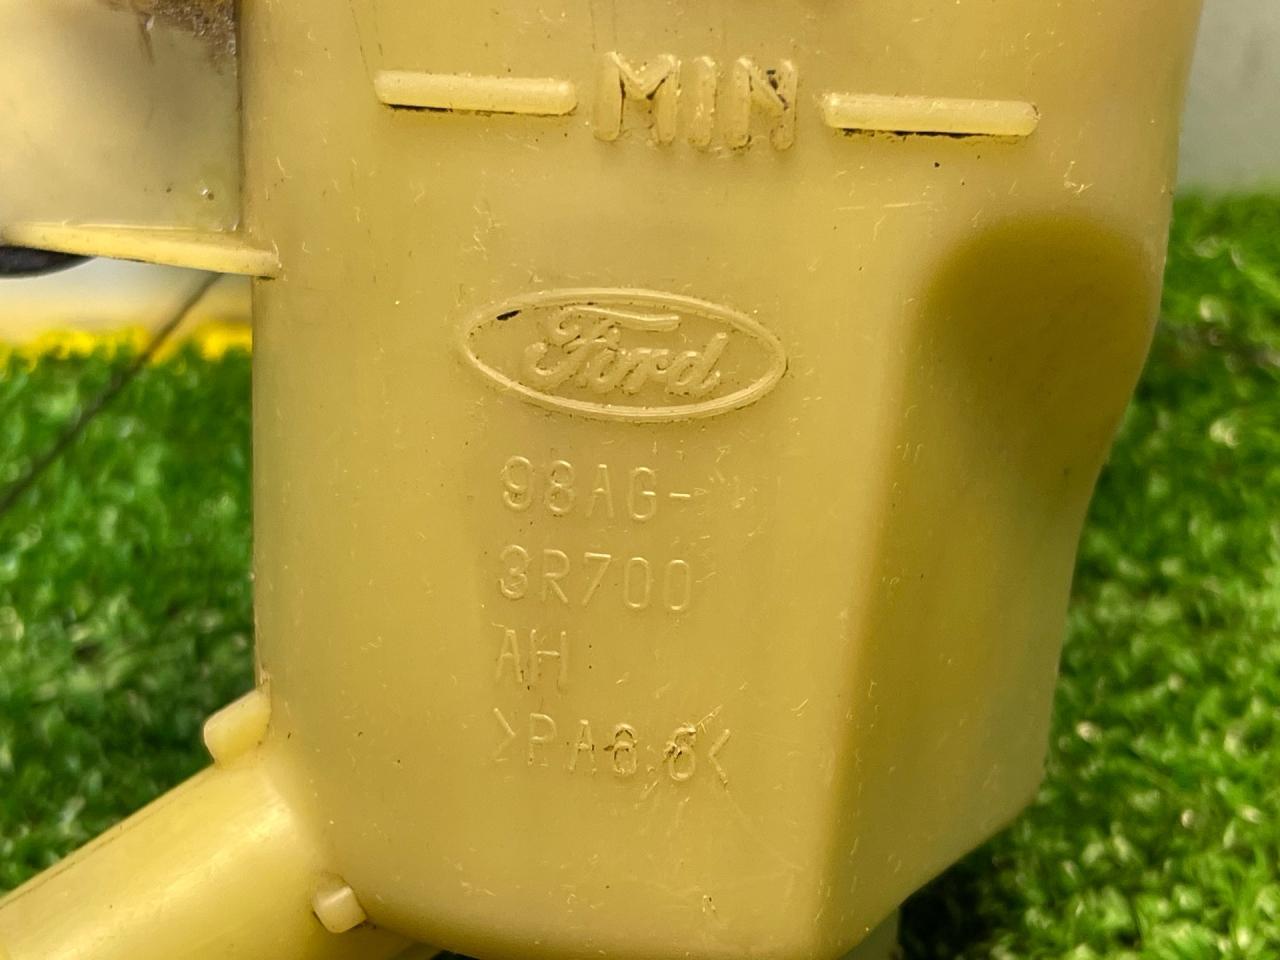 MIN
Ford
98AG-
3R700
AH
>PA6.6<